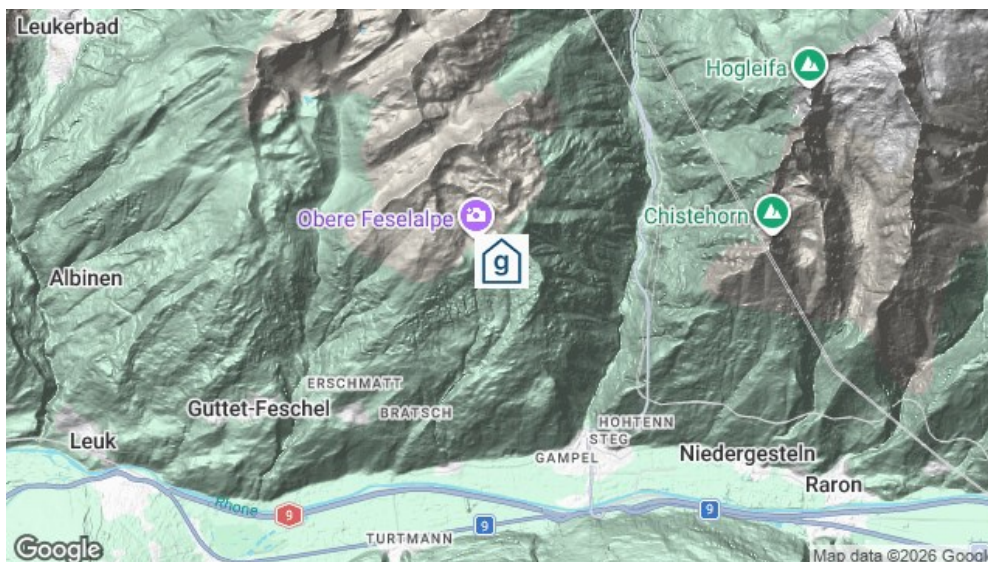 Leukerbad
Hogleifa
Obere Feselalpe
Chistehorn
g
Albinen
ERSCHMATT
Guttet-Feschel
BRATSCH
HOHTENN
Leuk
STEG
Niedergesteln
GAMPEL
Raron
Rhone
9
9
9
TURTMANN
Google
Map data ©2026 Google